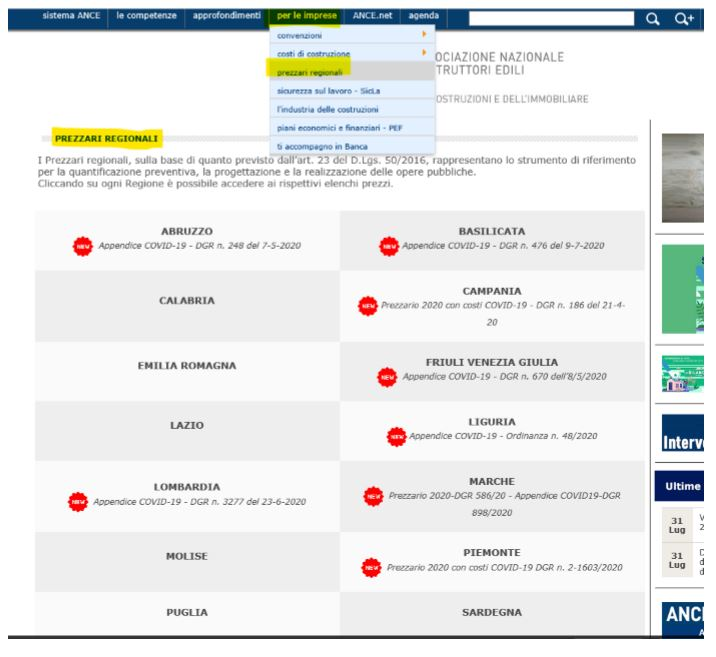 sistema ANCE le competenze approfondimenti per le imprese ANCE.net agenda
convenzioni
costi di costruzione
prezzari regionali
sicurezza sul lavoro - SicLa
l'industria delle costruzioni
piani economici e finanziari - PEF
ti accompagno in Banca
OCIAZIONE NAZIONALE
TRUTTORI EDILI
OSTRUZIONI E DELL'IMMOBILIARE
PREZZARI REGIONALI
I Prezzari regionali, sulla base di quanto previsto dall'art. 23 del D.Lgs. 50/2016, rappresentano lo strumento di riferimento
per la quantificazione preventiva, la progettazione e la realizzazione delle opere pubbliche.
Cliccando su ogni Regione è possibile accedere ai rispettivi elenchi prezzi.
ABRUZZO
NEW Appendice COVID-19 - DGR n. 248 del 7-5-2020
BASILICATA
NEW Appendice COVID-19 - DGR n. 476 del 9-7-2020
CALABRIA
CAMPANIA
NEW Prezzario 2020 con costi COVID-19 - DGR n. 186 del 21-4-
20
EMILIA ROMAGNA
FRIULI VENEZIA GIULIA
NEW Appendice COVID-19 - DGR n. 670 dell'8/5/2020
LAZIO
LIGURIA
NEW Appendice COVID-19 - Ordinanza n. 48/2020
LOMBARDIA
NEW Appendice COVID-19 - DGR n. 3277 del 23-6-2020
MARCHE
NEW Prezzario 2020-DGR 586/20 - Appendice COVID19-DGR
898/2020
MOLISE
PIEMONTE
NEW Prezzario 2020 con costi COVID-19 DGR n. 2-1603/2020
PUGLIA
SARDEGNA
Interv
Ultime
31
Lug
31
Lug
ANC